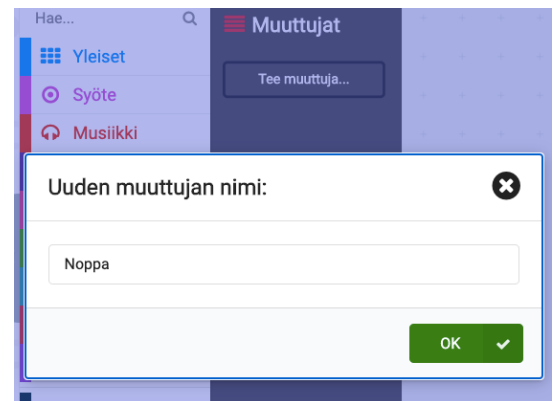 Hae...
Muuttujat
Yleiset
Tee muuttuja...
Syöte
Musiikki
Uuden muuttujan nimi:
Noppa
OK